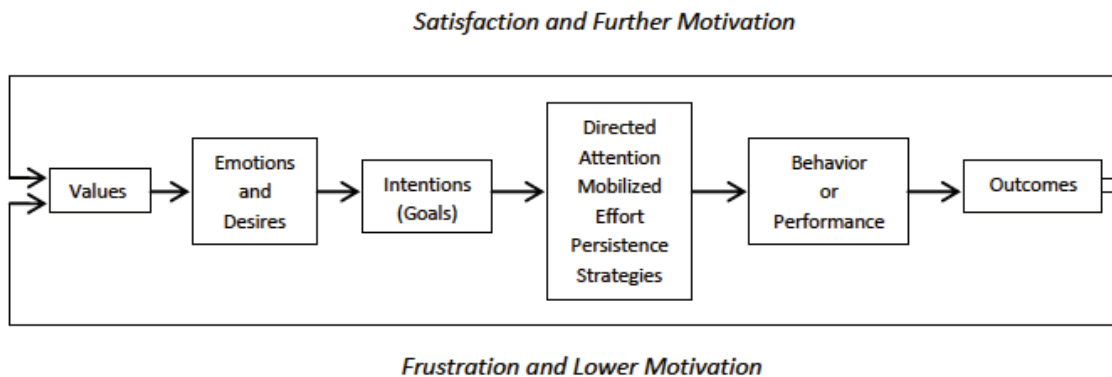 Satisfaction and Further Motivation
Values
Emotions
and
Desires
Intentions
(Goals)
Directed
Attention
Mobilized
Effort
Persistence
Strategies
Behavior
or
Performance
Outcomes
Frustration and Lower Motivation